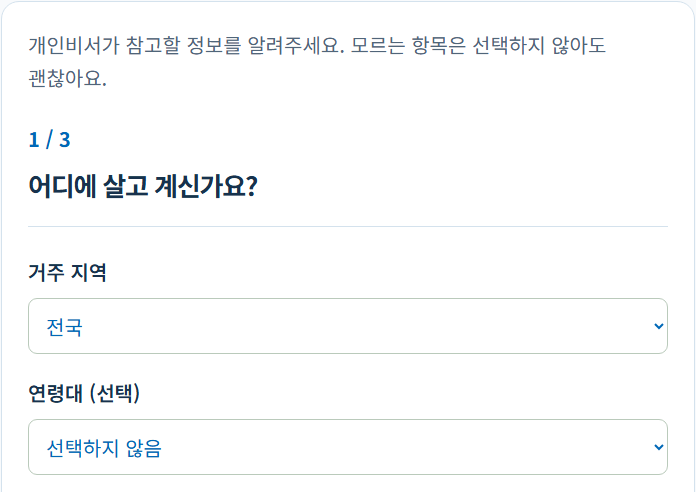 개인비서가 참고할 정보를 알려주세요. 모르는 항목은 선택하지 않아도
괜찮아요.
1 / 3
어디에 살고 계신가요?
거주 지역
전국
연령대 (선택)
선택하지 않음